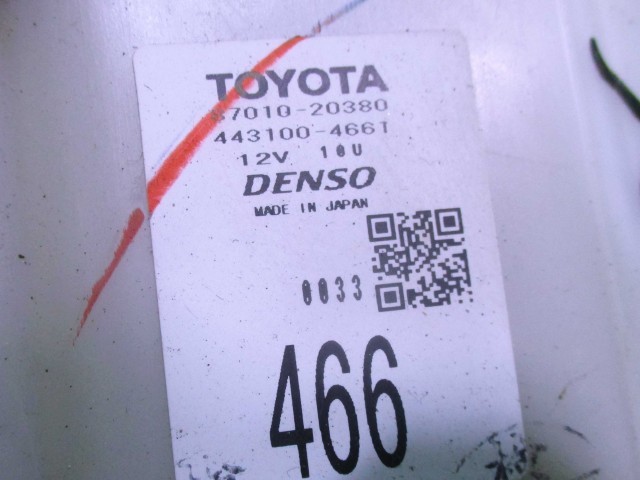 TOYOTA
87010-20380
443100-4661
12V 10U
DENSO
MADE IN JAPAN
0033
466